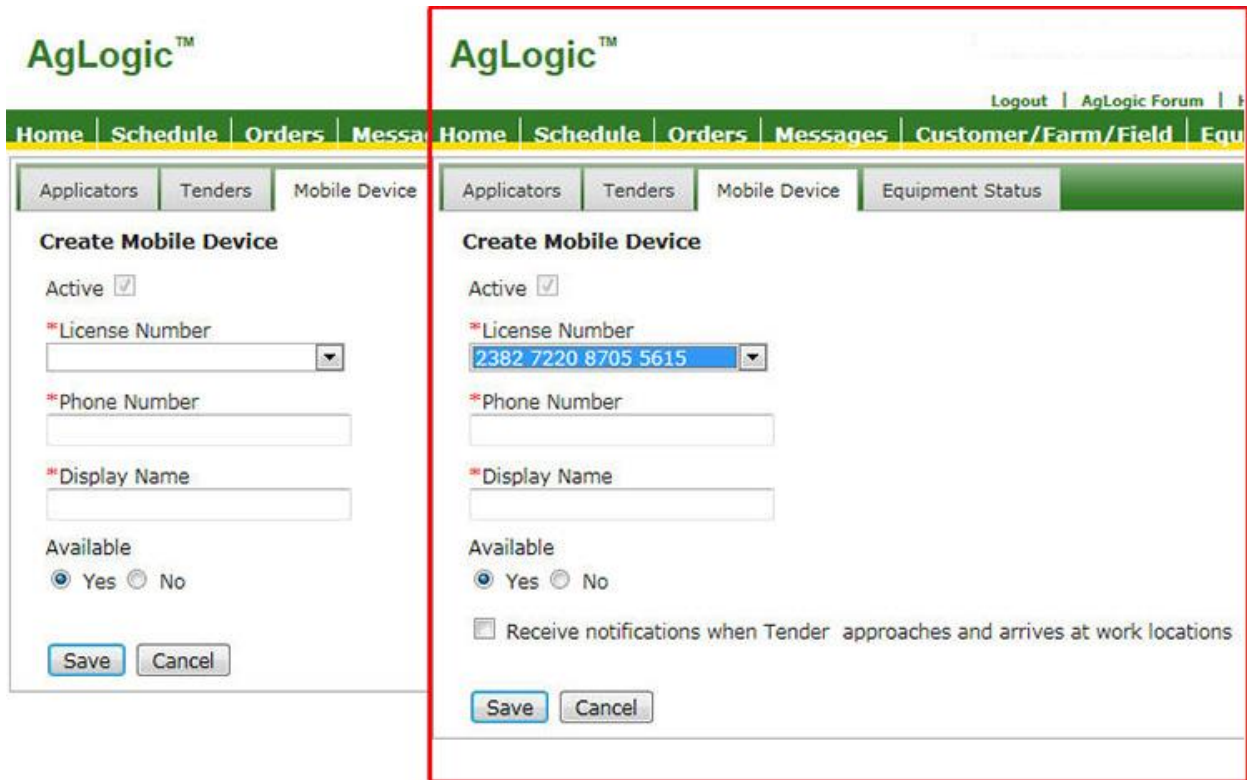 AgLogic™
Home | Schedule | Orders |
Applicators Tenders Mobile Device
Create Mobile Device
Active
*License Number
*Phone Number
*Display Name
Available
Yes No
Save Cancel
AgLogic™
Logout | AgLogic Forum |
Home | Schedule | Orders | Messages | Customer/Farm/Field |
Applicators Tenders Mobile Device Equipment Status
Create Mobile Device
Active
*License Number
2382 7220 8705 5615
*Phone Number
*Display Name
Available
Yes No
Receive notifications when Tender approaches and arrives at work locations
Save Cancel